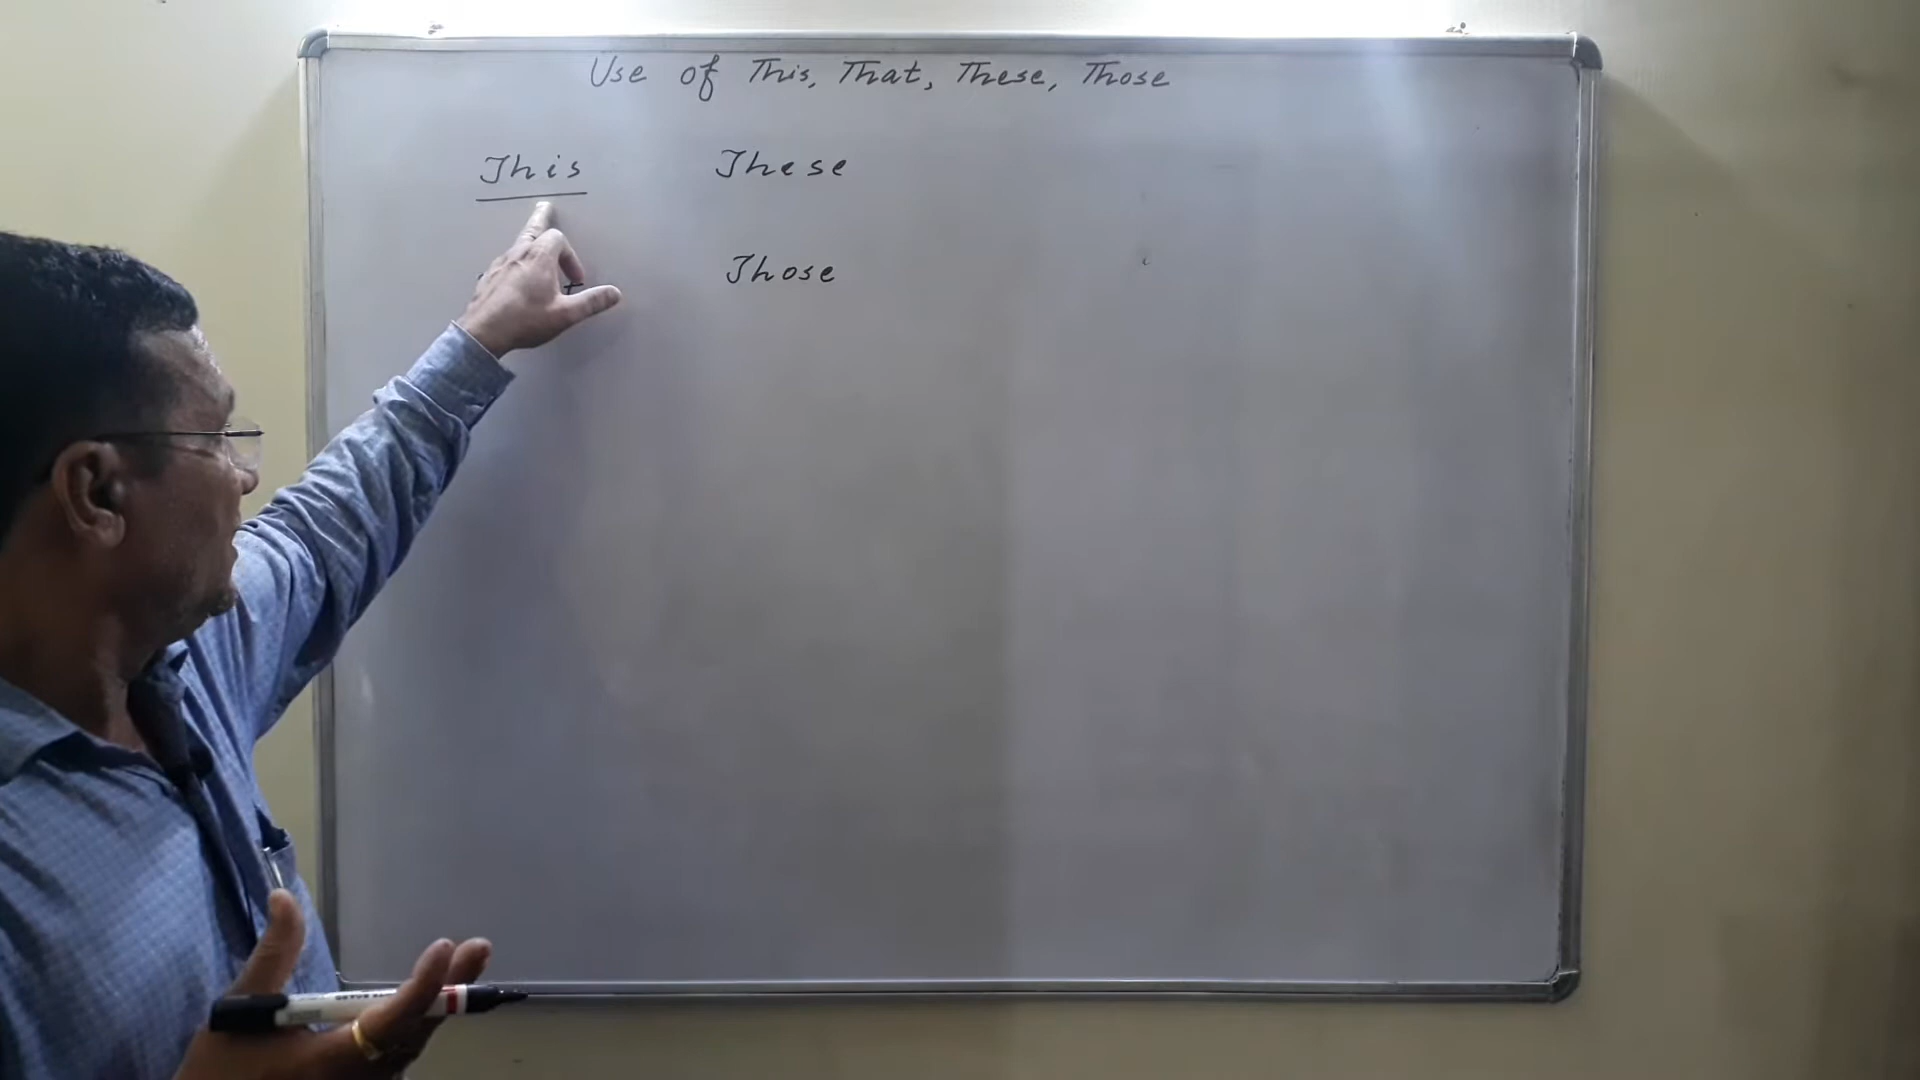 Use of This, That, These, Those
This These
Those